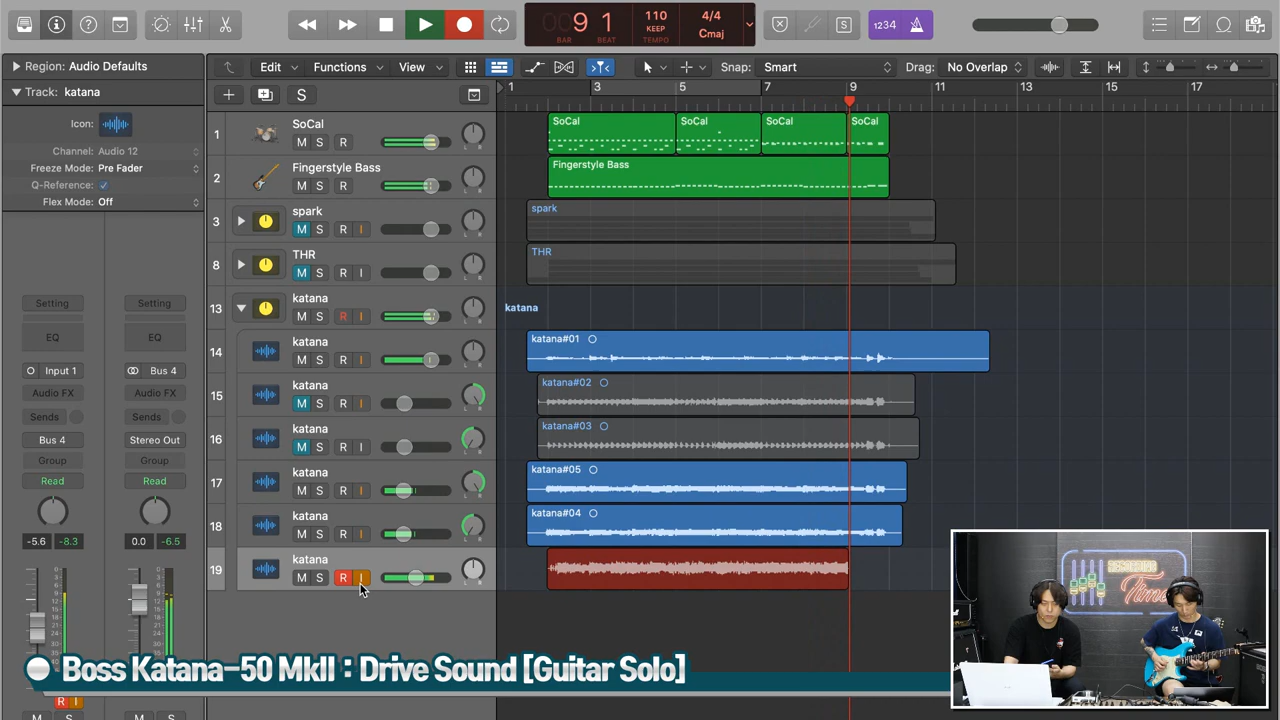 9 1
BAR BEAT
110
KEEP
TEMPO
4/4
Cmaj
S
1234
Region: Audio Defaults
Edit Functions View Snap: Smart Drag: No Overlap
Track: katana
S
1 3 5 7 9 11 13 15 17
Icon:
Channel: Audio 12
Freeze Mode: Pre Fader
Q-Reference:
Flex Mode: Off
1 SoCal
M S R
SoCal SoCal SoCal SoCal
2 Fingerstyle Bass
M S R
Fingerstyle Bass
3 spark
M S R I
spark
8 THR
M S R I
THR
13 katana
M S R I
katana
14 katana
M S R I
katana#01
15 katana
M S R I
katana#02
16 katana
M S R I
katana#03
17 katana
M S R I
katana#05
18 katana
M S R I
katana#04
19 katana
M S R I
Setting Setting
EQ EQ
Input 1 Bus 4
Audio FX Audio FX
Sends Sends
Bus 4 Stereo Out
Group Group
Read Read
-5.6 -8.3 0.0 -6.5
R I
M S M S
RECORDING
Time
Boss Katana-50 MkII : Drive Sound [Guitar Solo]